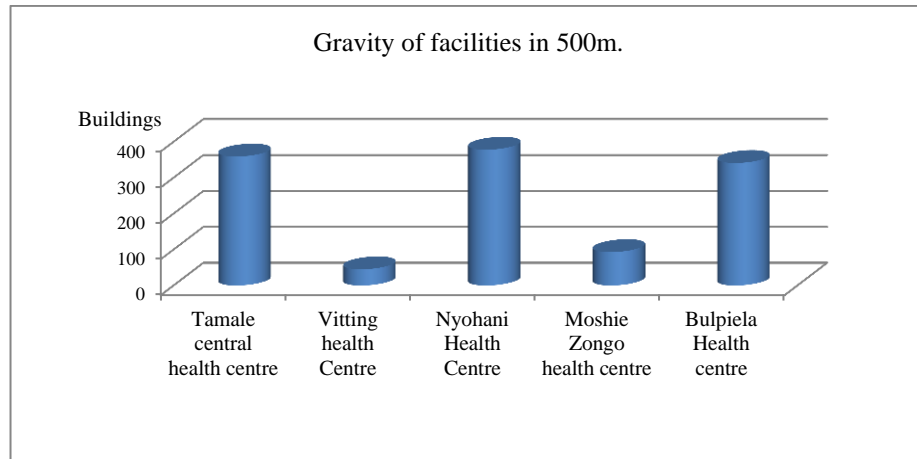 Gravity of facilities in 500m.
Buildings
400
300
200
100
0
Tamale
central
health centre
Vitting
health
Centre
Nyohani
Health
Centre
Moshie
Zongo
health centre
Bulpiela
Health
centre